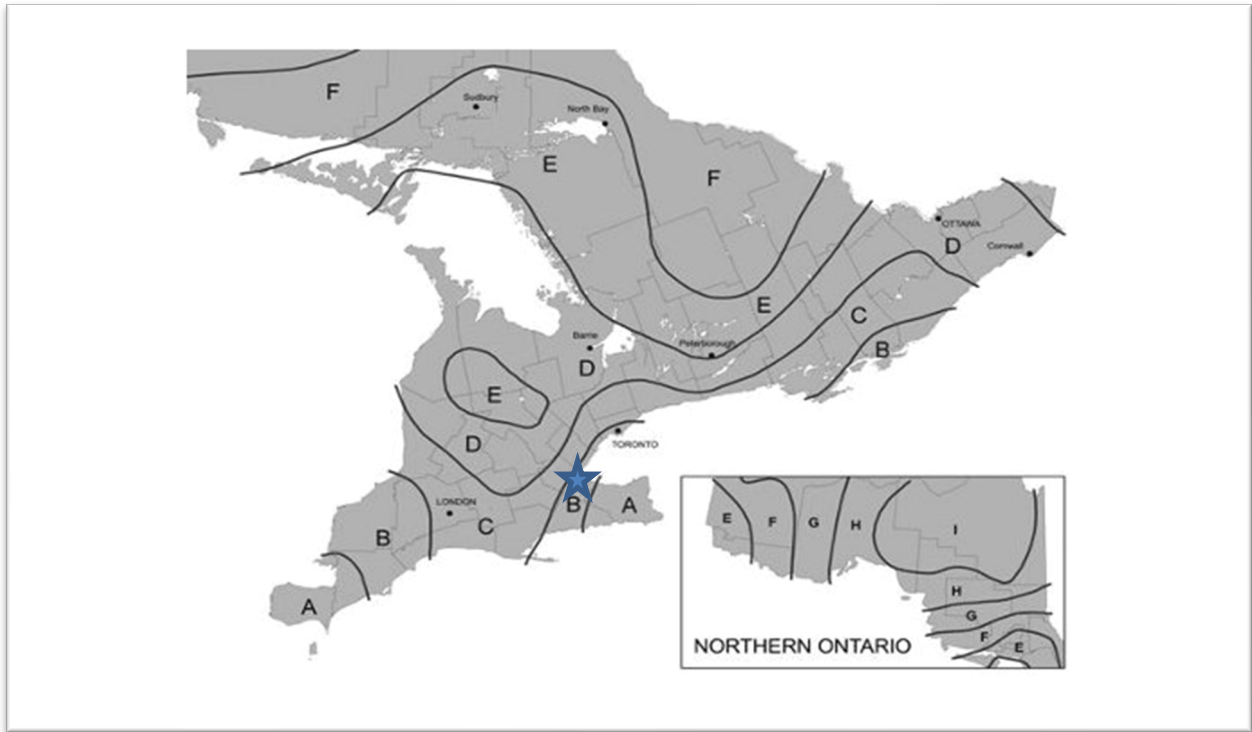 F
Sudbury
North Bay
E
F
OTTAWA
D
Cornwall
E
C
Barrie
Peterborough
B
D
E
D
TORONTO
LONDON
B
A
B
C
A
E
F
G
H
I
H
G
F
E
NORTHERN ONTARIO